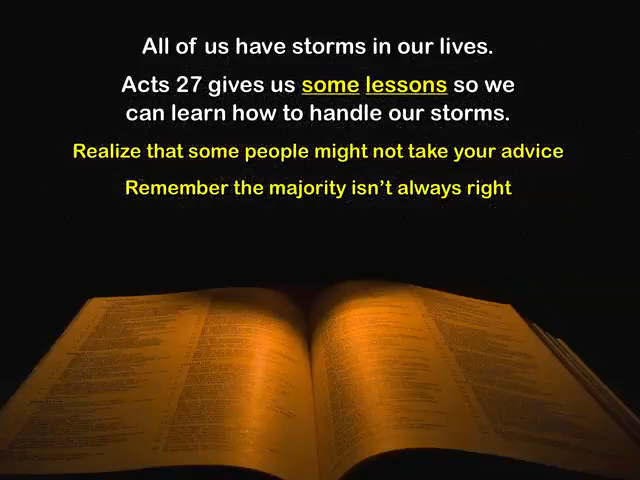 All of us have storms in our lives.
Acts 27 gives us some lessons so we
can learn how to handle our storms.
Realize that some people might not take your advice
Remember the majority isn't always right